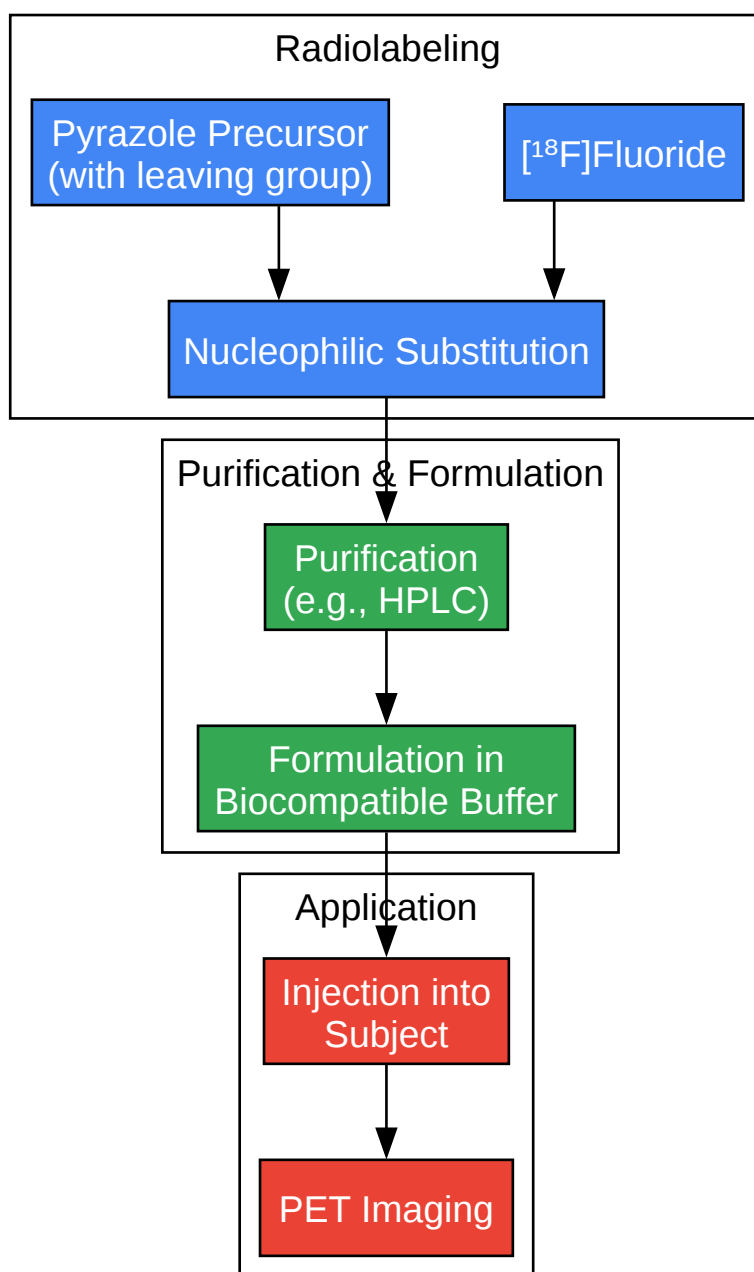 Radiolabeling
Pyrazole Precursor
(with leaving group)
[¹⁸F]Fluoride
Nucleophilic Substitution
Purification & Formulation
Purification
(e.g., HPLC)
Formulation in
Biocompatible Buffer
Application
Injection into
Subject
PET Imaging